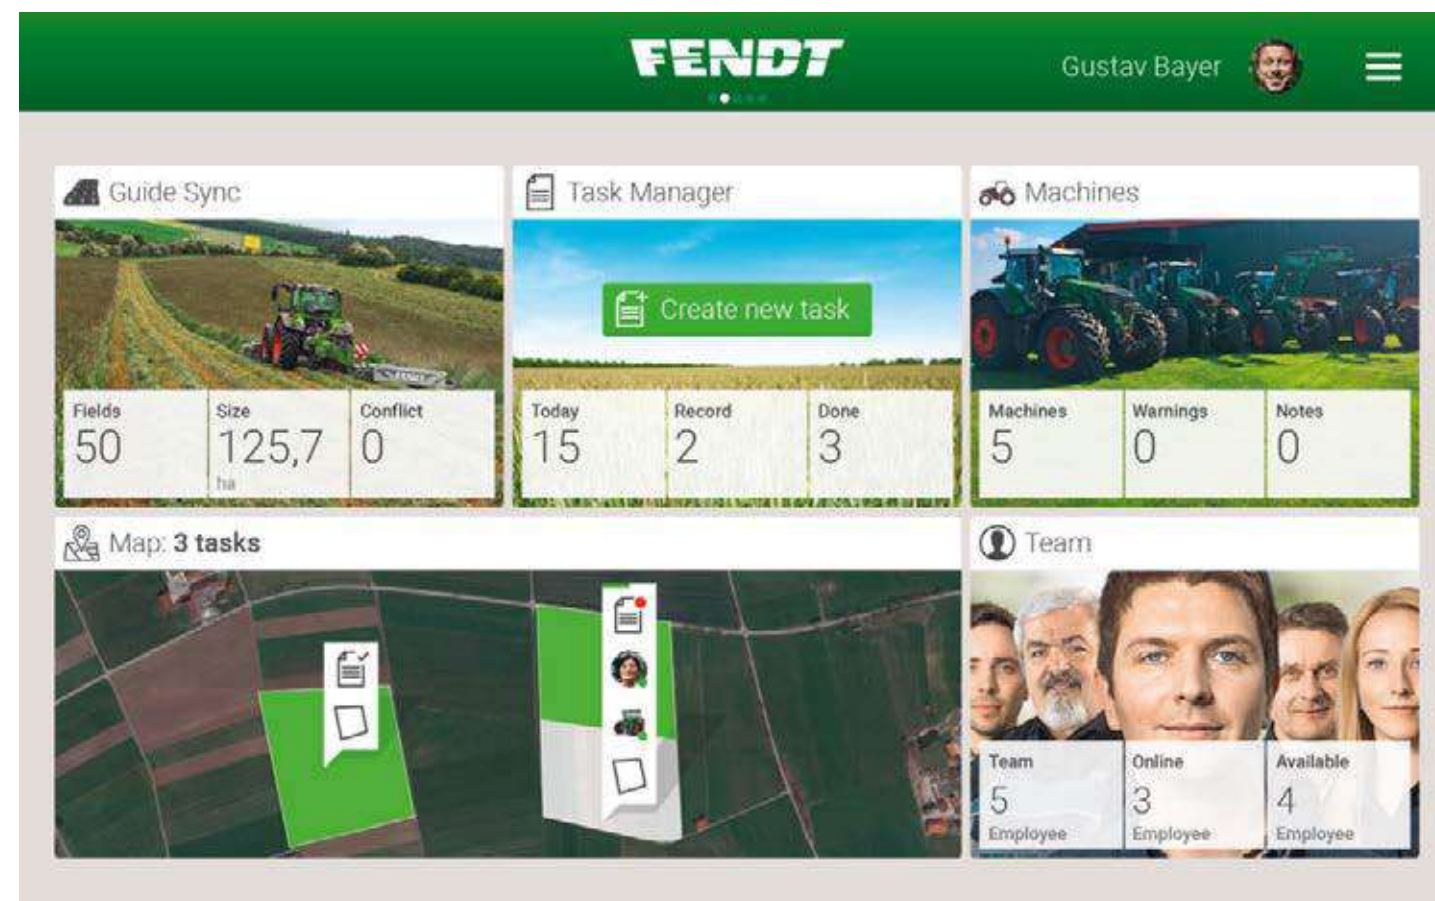 FENDT
Gustav Bayer
Guide Sync
Task Manager
Machines
Create new task
FENDT
Fields
50
Size
125,7
ha
Conflict
0
Today
15
Record
2
Done
3
Machines
5
Warnings
0
Notes
0
Map: 3 tasks
Team
Team
5
Employee
Online
3
Employee
Available
4
Employee